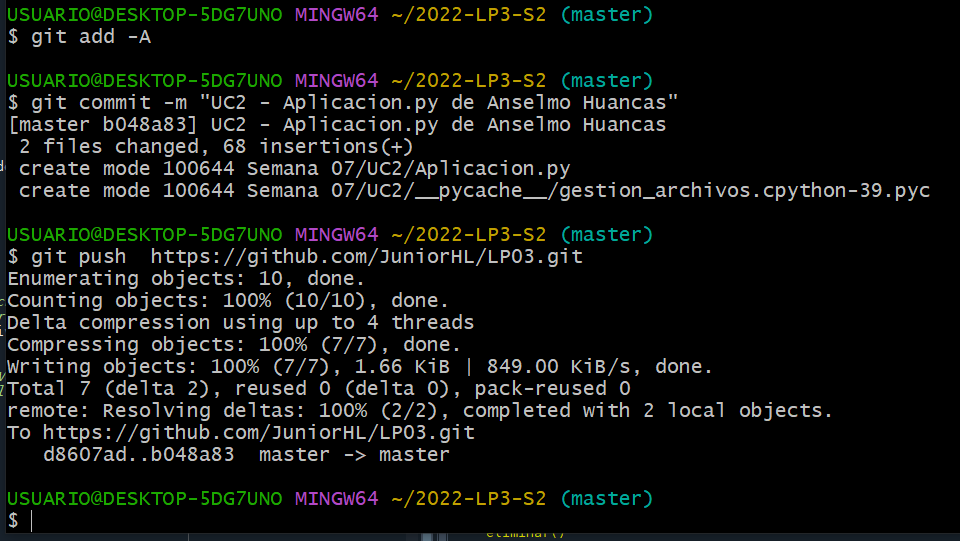 USUARIO@DESKTOP-5DG7UNO MINGW64 ~/2022-LP3-S2 (master)
$ git add -A
USUARIO@DESKTOP-5DG7UNO MINGW64 ~/2022-LP3-S2 (master)
$ git commit -m "UC2 - Aplicacion.py de Anselmo Huancas"
[master b048a83] UC2 - Aplicacion.py de Anselmo Huancas
 2 files changed, 68 insertions(+)
 create mode 100644 Semana 07/UC2/Aplicacion.py
 create mode 100644 Semana 07/UC2/__pycache__/gestion_archivos.cpython-39.pyc
USUARIO@DESKTOP-5DG7UNO MINGW64 ~/2022-LP3-S2 (master)
$ git push  https://github.com/JuniorHL/LP03.git
Enumerating objects: 10, done.
Counting objects: 100% (10/10), done.
Delta compression using up to 4 threads
Compressing objects: 100% (7/7), done.
Writing objects: 100% (7/7), 1.66 KiB | 849.00 KiB/s, done.
Total 7 (delta 2), reused 0 (delta 0), pack-reused 0
remote: Resolving deltas: 100% (2/2), completed with 2 local objects.
To https://github.com/JuniorHL/LP03.git
   d8607ad..b048a83  master -> master
USUARIO@DESKTOP-5DG7UNO MINGW64 ~/2022-LP3-S2 (master)
$
eliminar()